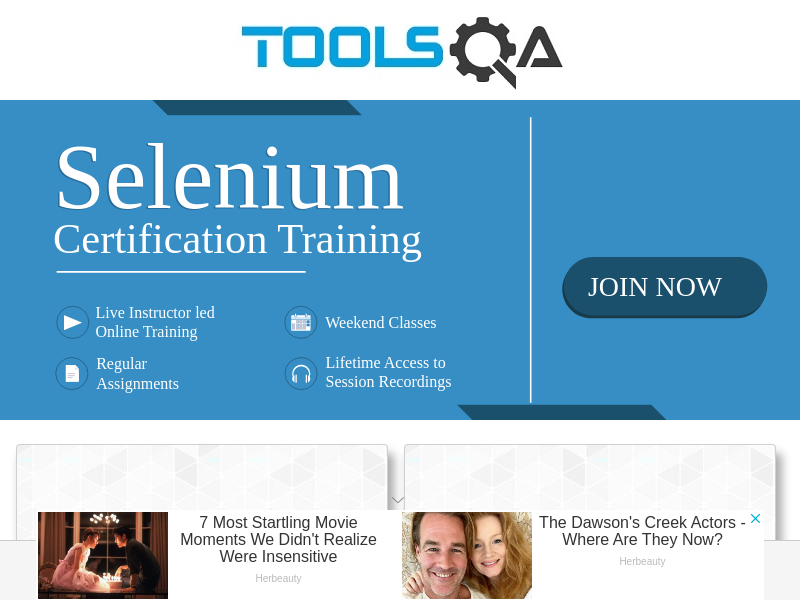 TOOLSQA
Selenium
Certification Training
Live Instructor led
Online Training
Weekend Classes
Regular
Assignments
Lifetime Access to
Session Recordings
JOIN NOW
7 Most Startling Movie
Moments We Didn't Realize
Were Insensitive
Herbeauty
The Dawson's Creek Actors -
Where Are They Now?
Herbeauty